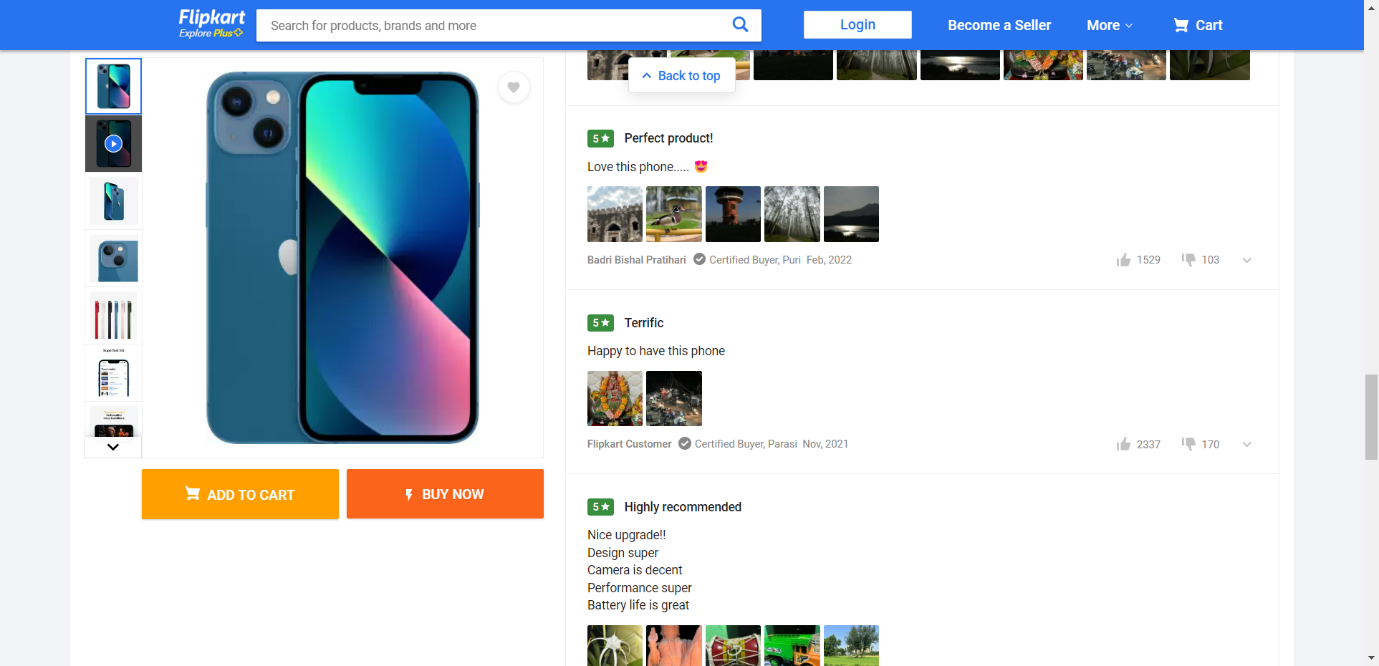 Flipkart
Explore Plus
Search for products, brands and more
Login
Become a Seller
More
Cart
Back to top
5★ Perfect product!
Love this phone..... 😍
Badri Bishal Pratihari Certified Buyer, Puri Feb, 2022
1529 103
5★ Terrific
Happy to have this phone
Flipkart Customer Certified Buyer, Parasi Nov, 2021
2337 170
ADD TO CART
BUY NOW
5★ Highly recommended
Nice upgrade!!
Design super
Camera is decent
Performance super
Battery life is great